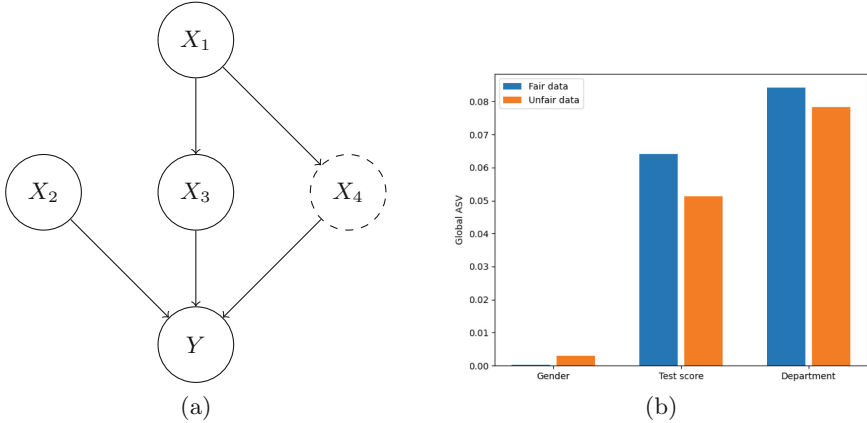 X₁
X₂
X₃
X₄
Y
(a)
Fair data
Unfair data
Global ASV
0.08
0.07
0.06
0.05
0.04
0.03
0.02
0.01
0.00
Gender
Test score
Department
(b)